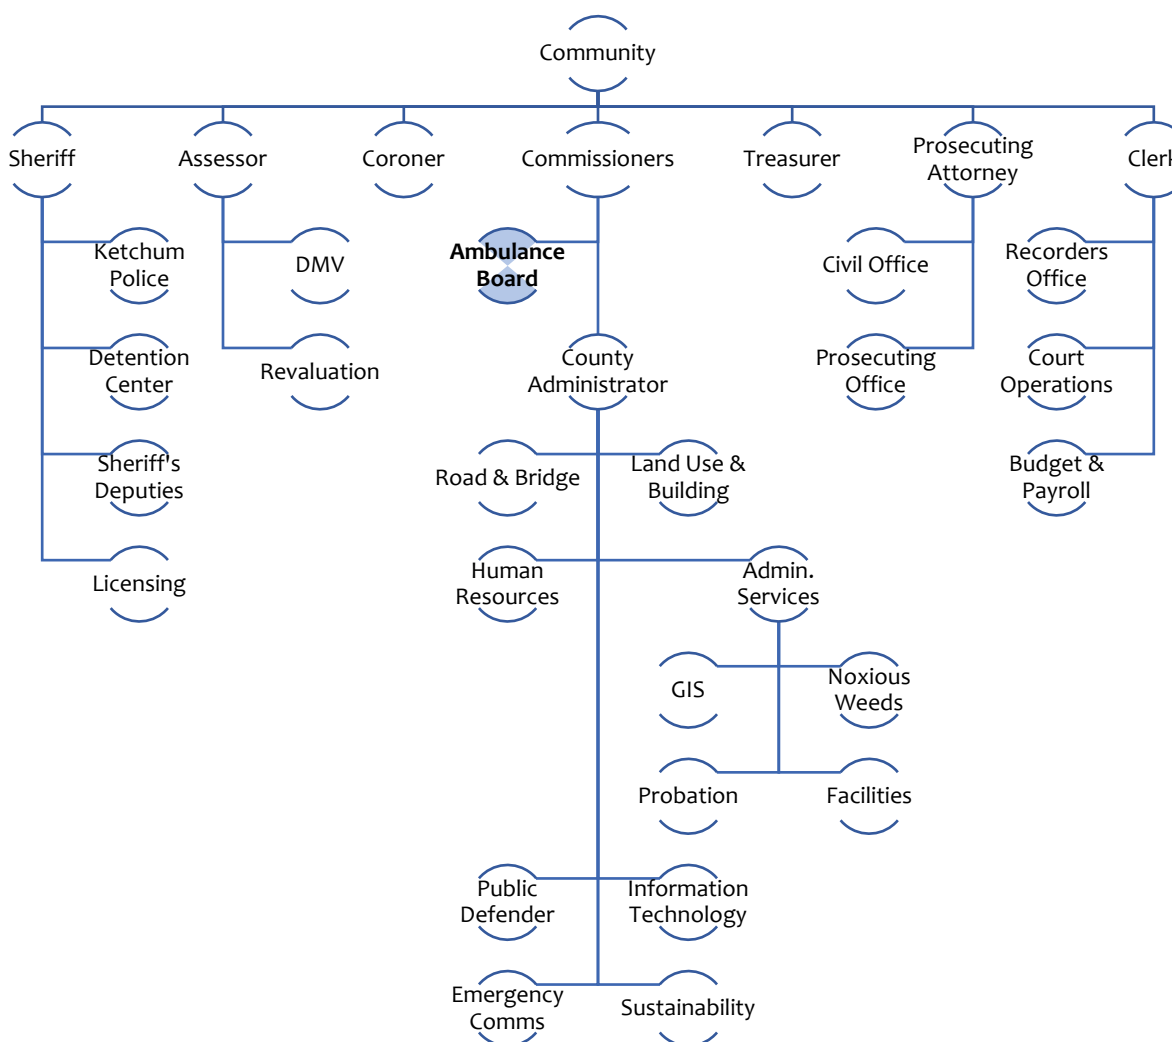 Community
Sheriff
Assessor
Coroner
Commissioners
Treasurer
Prosecuting
Attorney
Clerk
Ketchum
Police
DMV
Ambulance
Board
Civil Office
Recorders
Office
Detention
Center
Revaluation
County
Administrator
Prosecuting
Office
Court
Operations
Sheriff's
Deputies
Road & Bridge
Land Use &
Building
Budget &
Payroll
Licensing
Human
Resources
Admin.
Services
GIS
Noxious
Weeds
Probation
Facilities
Public
Defender
Information
Technology
Emergency
Comms
Sustainability